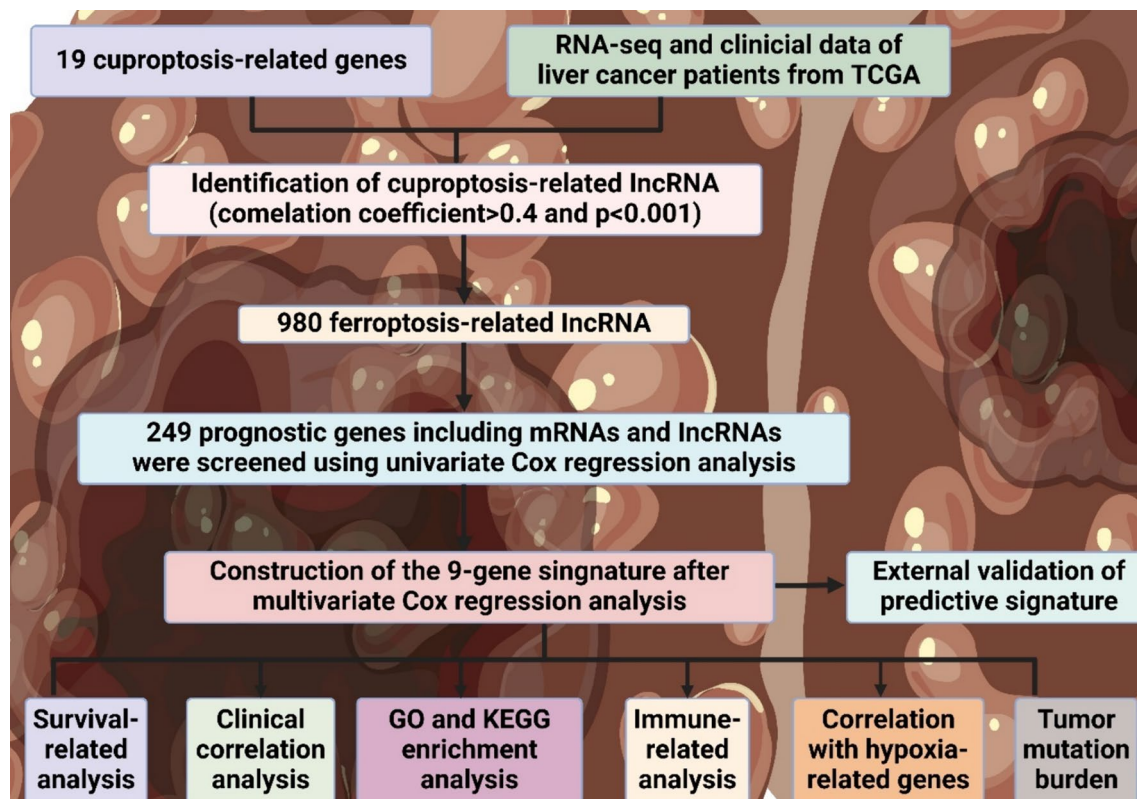 19 cuproptosis-related genes
RNA-seq and clinicial data of
liver cancer patients from TCGA
Identification of cuproptosis-related lncRNA
(comelation coefficient>0.4 and p<0.001)
980 ferroptosis-related lncRNA
249 prognostic genes including mRNAs and lncRNAs
were screened using univariate Cox regression analysis
Construction of the 9-gene singnature after
multivariate Cox regression analysis
External validation of
predictive signature
Survival-
related
analysis
Clinical
correlation
analysis
GO and KEGG
enrichment
analysis
Immune-
related
analysis
Correlation
with hypoxia-
related genes
Tumor
mutation
burden